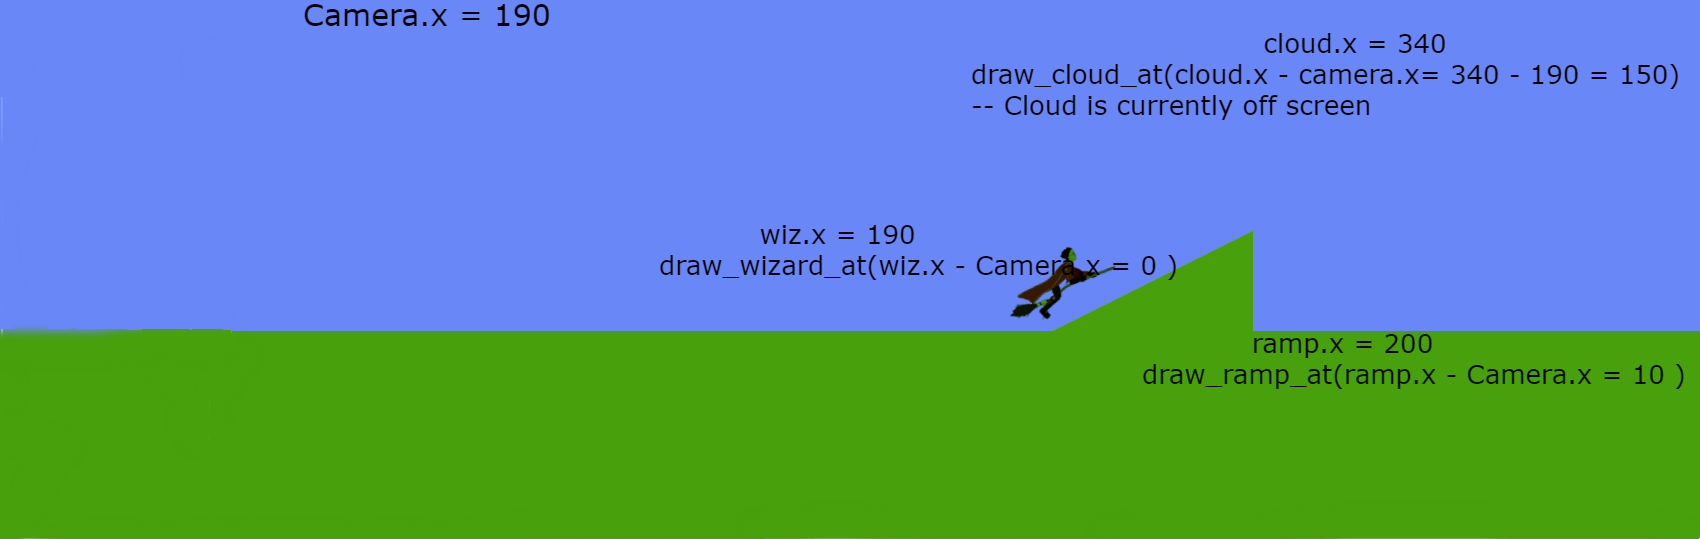 Camera.x = 190
cloud.x = 340
draw_cloud_at(cloud.x - camera.x= 340 - 190 = 150)
-- Cloud is currently off screen
wiz.x = 190
draw_wizard_at(wiz.x - Camera.x = 0 )
ramp.x = 200
draw_ramp_at(ramp.x - Camera.x = 10 )